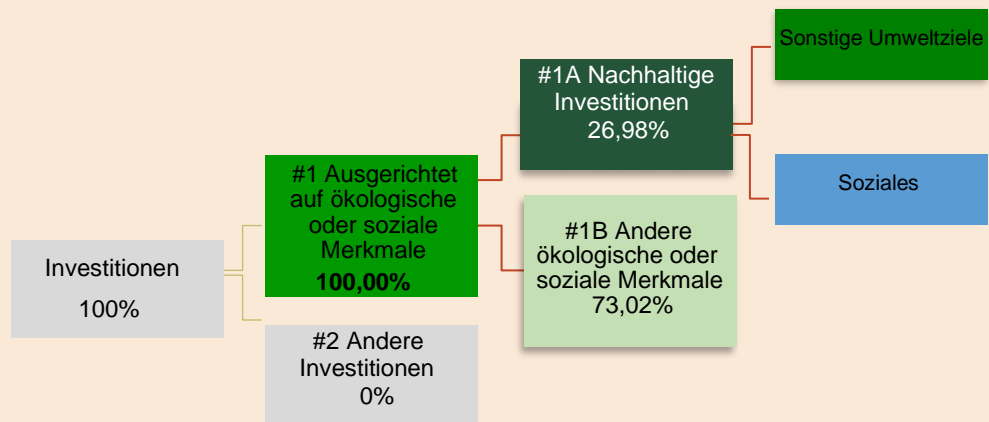 Investitionen
100%
#1 Ausgerichtet
auf ökologische
oder soziale
Merkmale
100,00%
#2 Andere
Investitionen
0%
#1A Nachhaltige
Investitionen
26,98%
#1B Andere
ökologische oder
soziale Merkmale
73,02%
Sonstige Umweltziele
Soziales